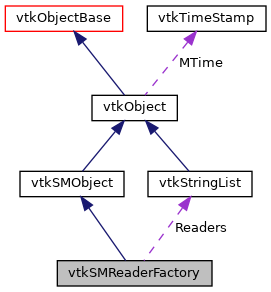 vtkObjectBase vtkTimeStamp
MTime
vtkObject
vtkSMObject vtkStringList
Readers
vtkSMReaderFactory